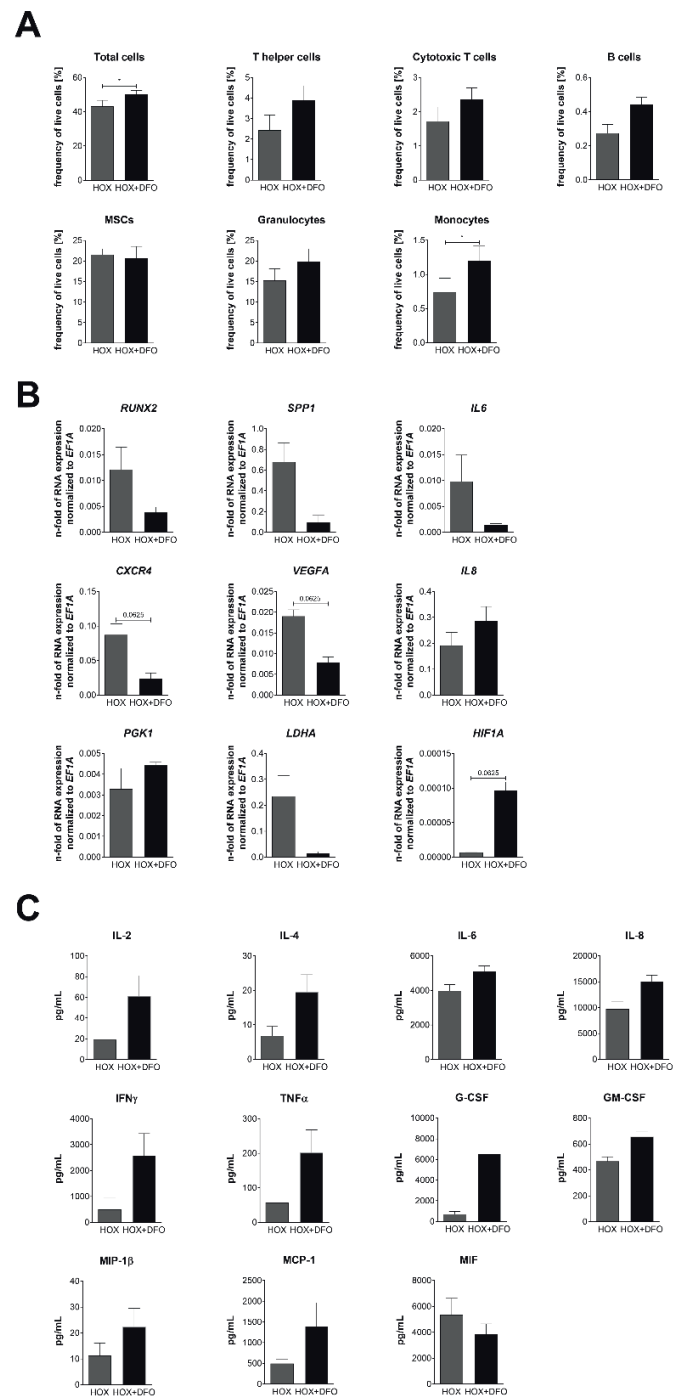 A
Total cells
T helper cells
Cytotoxic T cells
B cells
frequency of live cells [%]
60
40
20
0
HOX HOX+DFO
frequency of live cells [%]
5
4
3
2
1
0
HOX HOX+DFO
frequency of live cells [%]
3
2
1
0
HOX HOX+DFO
frequency of live cells [%]
0.6
0.4
0.2
0.0
HOX HOX+DFO
MSCs
Granulocytes
Monocytes
frequency of live cells [%]
25
20
15
10
5
0
HOX HOX+DFO
frequency of live cells [%]
25
20
15
10
5
0
HOX HOX+DFO
frequency of live cells [%]
1.5
1.0
0.5
0.0
HOX HOX+DFO
B
RUNX2
SPP1
IL6
n-fold of RNA expression
normalized to EF1A
0.020
0.015
0.010
0.005
0.000
HOX HOX+DFO
n-fold of RNA expression
normalized to EF1A
1.0
0.8
0.6
0.4
0.2
0.0
HOX HOX+DFO
n-fold of RNA expression
normalized to EF1A
0.020
0.015
0.010
0.005
0.000
HOX HOX+DFO
CXCR4
VEGFA
IL8
n-fold of RNA expression
normalized to EF1A
0.15
0.10
0.05
0.00
0.0625
HOX HOX+DFO
n-fold of RNA expression
normalized to EF1A
0.025
0.020
0.015
0.010
0.005
0.000
0.0625
HOX HOX+DFO
n-fold of RNA expression
normalized to EF1A
0.4
0.3
0.2
0.1
0.0
HOX HOX+DFO
PGK1
LDHA
HIF1A
n-fold of RNA expression
normalized to EF1A
0.005
0.004
0.003
0.002
0.001
0.000
HOX HOX+DFO
n-fold of RNA expression
normalized to EF1A
0.4
0.3
0.2
0.1
0.0
HOX HOX+DFO
n-fold of RNA expression
normalized to EF1A
0.00015
0.00010
0.00005
0.00000
0.0625
HOX HOX+DFO
C
IL-2
IL-4
IL-6
IL-8
pg/mL
100
80
60
40
20
0
HOX HOX+DFO
pg/mL
30
20
10
0
HOX HOX+DFO
pg/mL
6000
4000
2000
0
HOX HOX+DFO
pg/mL
20000
15000
10000
5000
0
HOX HOX+DFO
IFNγ
TNFα
G-CSF
GM-CSF
pg/mL
4000
3000
2000
1000
0
HOX HOX+DFO
pg/mL
300
200
100
0
HOX HOX+DFO
pg/mL
10000
8000
6000
4000
2000
0
HOX HOX+DFO
pg/mL
800
600
400
200
0
HOX HOX+DFO
MIP-1β
MCP-1
MIF
pg/mL
40
30
20
10
0
HOX HOX+DFO
pg/mL
2500
2000
1500
1000
500
0
HOX HOX+DFO
pg/mL
8000
6000
4000
2000
0
HOX HOX+DFO